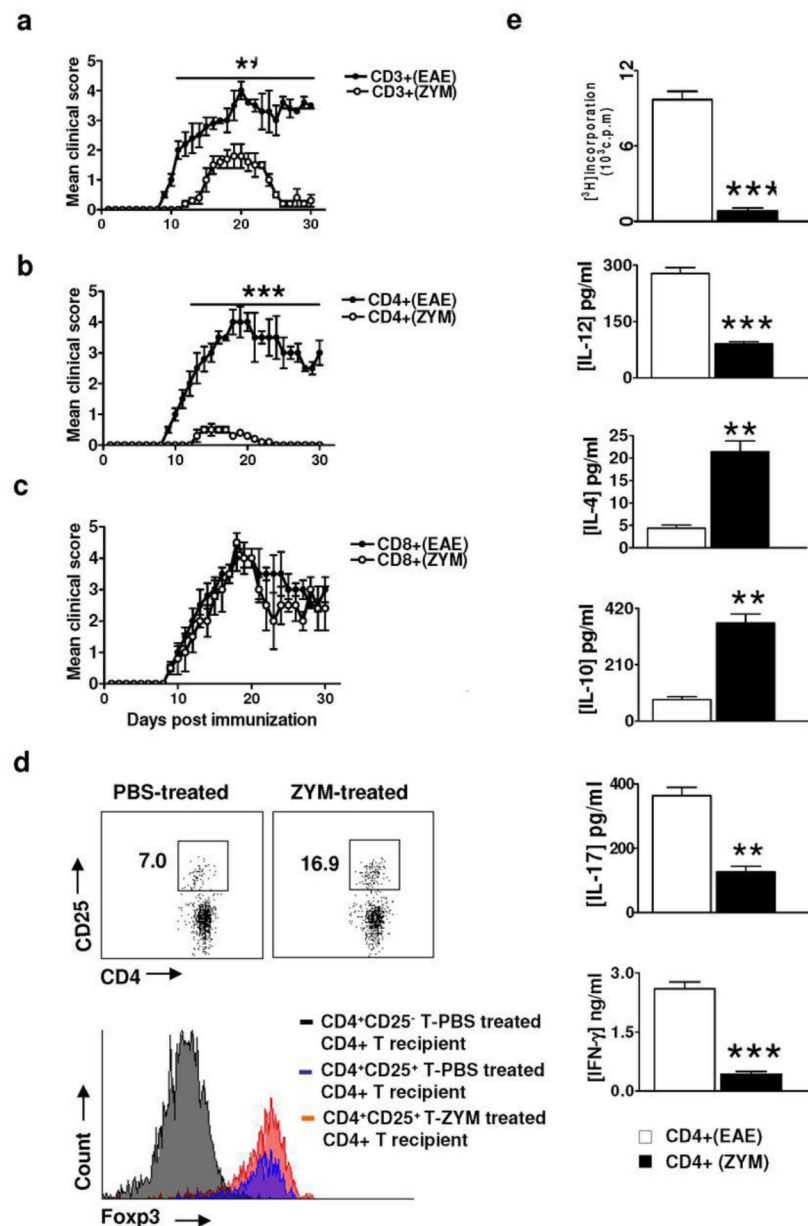 a
Mean clinical score
5
4
3
2
1
0
1 10 20 30
**
CD3+(EAE)
CD3+(ZYM)
b
Mean clinical score
5
4
3
2
1
0
10 20 30
***
CD4+(EAE)
CD4+(ZYM)
c
Mean clinical score
5
4
3
2
1
0
1 10 20 30
CD8+(EAE)
CD8+(ZYM)
Days post immunization
d
PBS-treated
ZYM-treated
7.0
16.9
CD25
CD4
CD4+CD25- T-PBS treated
CD4+ T recipient
CD4+CD25+ T-PBS treated
CD4+ T recipient
CD4+CD25+ T-ZYM treated
CD4+ T recipient
Count
Foxp3
e
[³H]incorporation
(10³c.p.m)
12
6
0
***
[IL-12] pg/ml
300
150
0
***
[IL-4] pg/ml
25
20
15
10
5
0
**
[IL-10] pg/ml
420
210
0
**
[IL-17] pg/ml
400
200
0
**
[IFN-γ] ng/ml
3.0
1.5
0.0
***
CD4+(EAE)
CD4+ (ZYM)